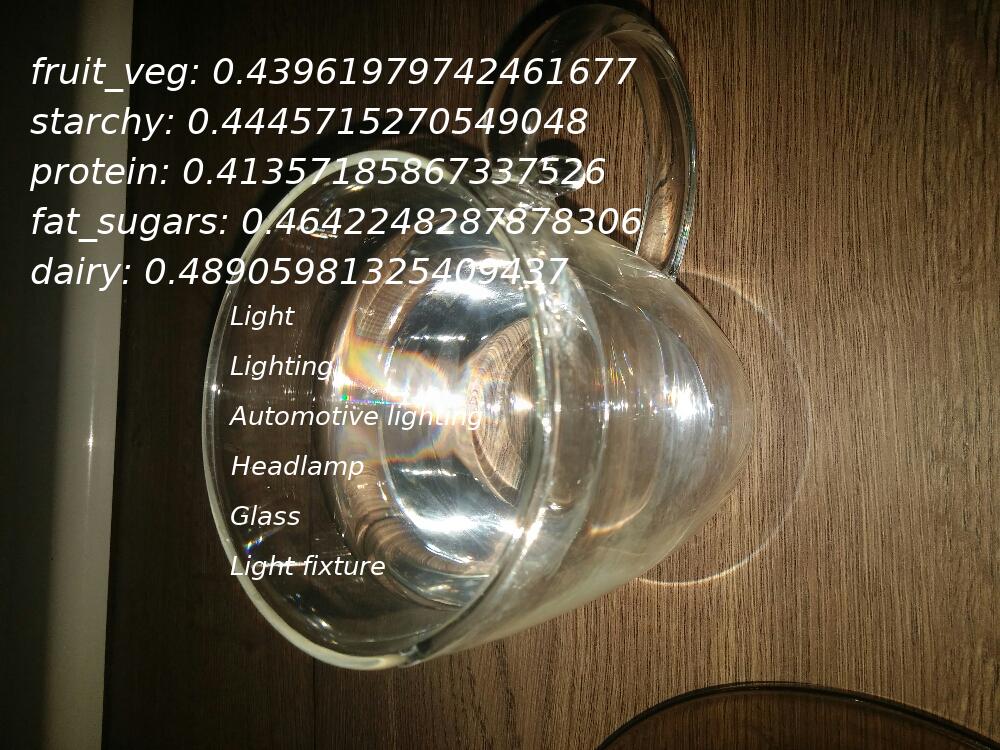 fruit_veg: 0.43961979742461677
starchy: 0.4445715270549048
protein: 0.41357185867337526
fat_sugars: 0.4642248287878306
dairy: 0.48905981325409437
Light
Lighting
Automotive lighting
Headlamp
Glass
Light fixture